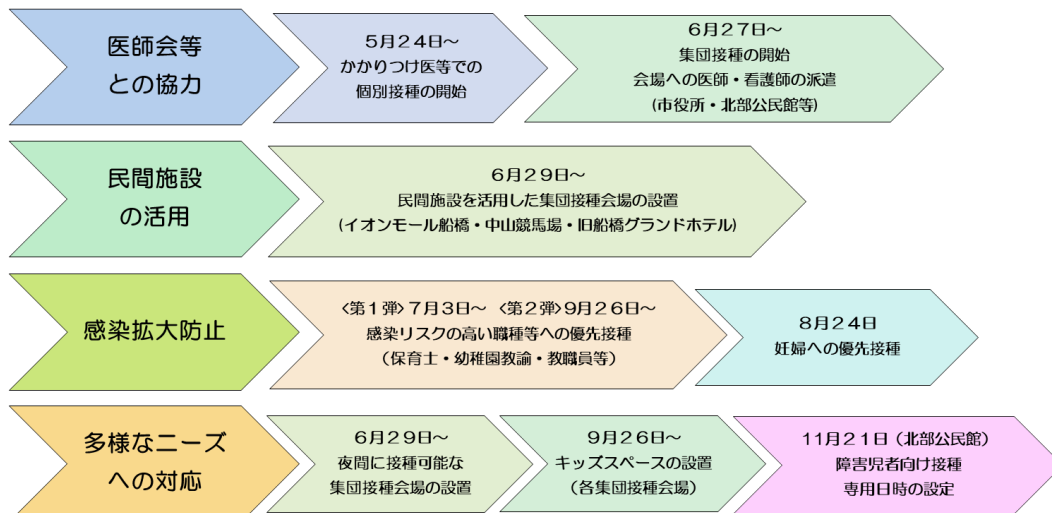 医師会等
との協力
5月24日～
かかりつけ医等での
個別接種の開始
6月27日～
集団接種の開始
会場への医師・看護師の派遣
(市役所・北部公民館等)
民間施設
の活用
6月29日～
民間施設を活用した集団接種会場の設置
(イオンモール船橋・中山競馬場・旧船橋グランドホテル)
感染拡大防止
〈第1弾〉7月3日～ 〈第2弾〉9月26日～
感染リスクの高い職種等への優先接種
（保育士・幼稚園教諭・教職員等）
8月24日
妊婦への優先接種
多様なニーズ
への対応
6月29日～
夜間に接種可能な
集団接種会場の設置
9月26日～
キッズスペースの設置
（各集団接種会場）
11月21日（北部公民館）
障害児者向け接種
専用日時の設定